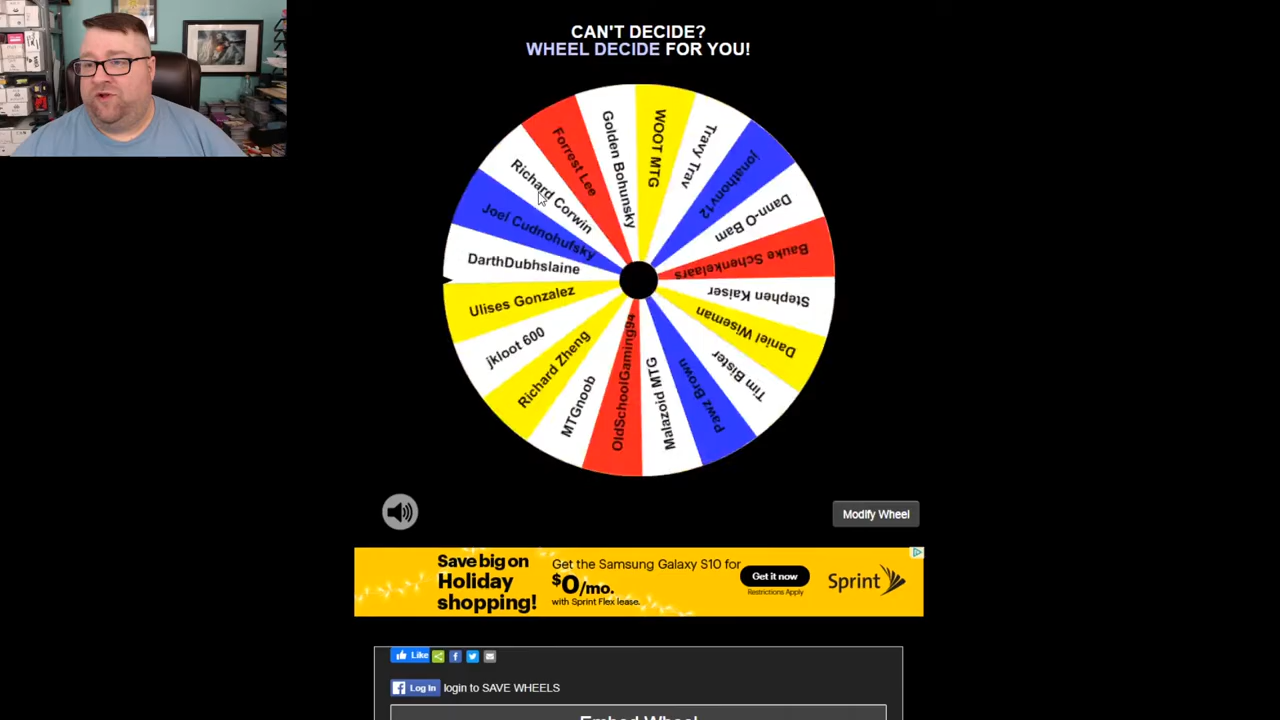 CAN'T DECIDE?
WHEEL DECIDE FOR YOU!
WOOT MTG
Travy Trav
jonathonv12
Dann-O Bam
Bauke Schenkelaars
Stephen Kaiser
Daniel Wiseman
Tim Bister
Pawz Brown
Malazoid MTG
OldSchoolGaming94
MTGnoob
Richard Zheng
jkloot 600
Ulises Gonzalez
DarthDubhslaine
Joel Cudnohufsky
Richard Corwin
Forrest Lee
Golden Bohunsky
Modify Wheel
Save big on
Holiday
shopping!
Get the Samsung Galaxy S10 for
$0/mo.
with Sprint Flex lease.
Get it now
Restrictions Apply
Sprint
Like
Log In login to SAVE WHEELS
Embed Wheel